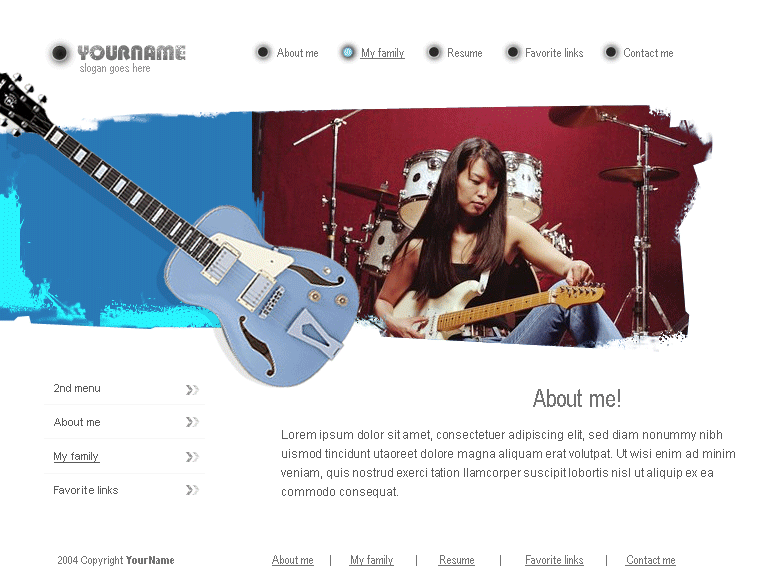 YOURNAME
slogan goes here
About me
My family
Resume
Favorite links
Contact me
2nd menu
About me
My family
Favorite links
About me!
Lorem ipsum dolor sit amet, consectetuer adipiscing elit, sed diam nonummy nibh
uismod tincidunt utaoreet dolore magna aliquam erat volutpat. Ut wisi enim ad minim
veniam, quis nostrud exerci tation llamcorper suscipit lobortis nisl ut aliquip ex ea
commodo consequat.
2004 Copyright YourName
About me | My family | Resume | Favorite links | Contact me